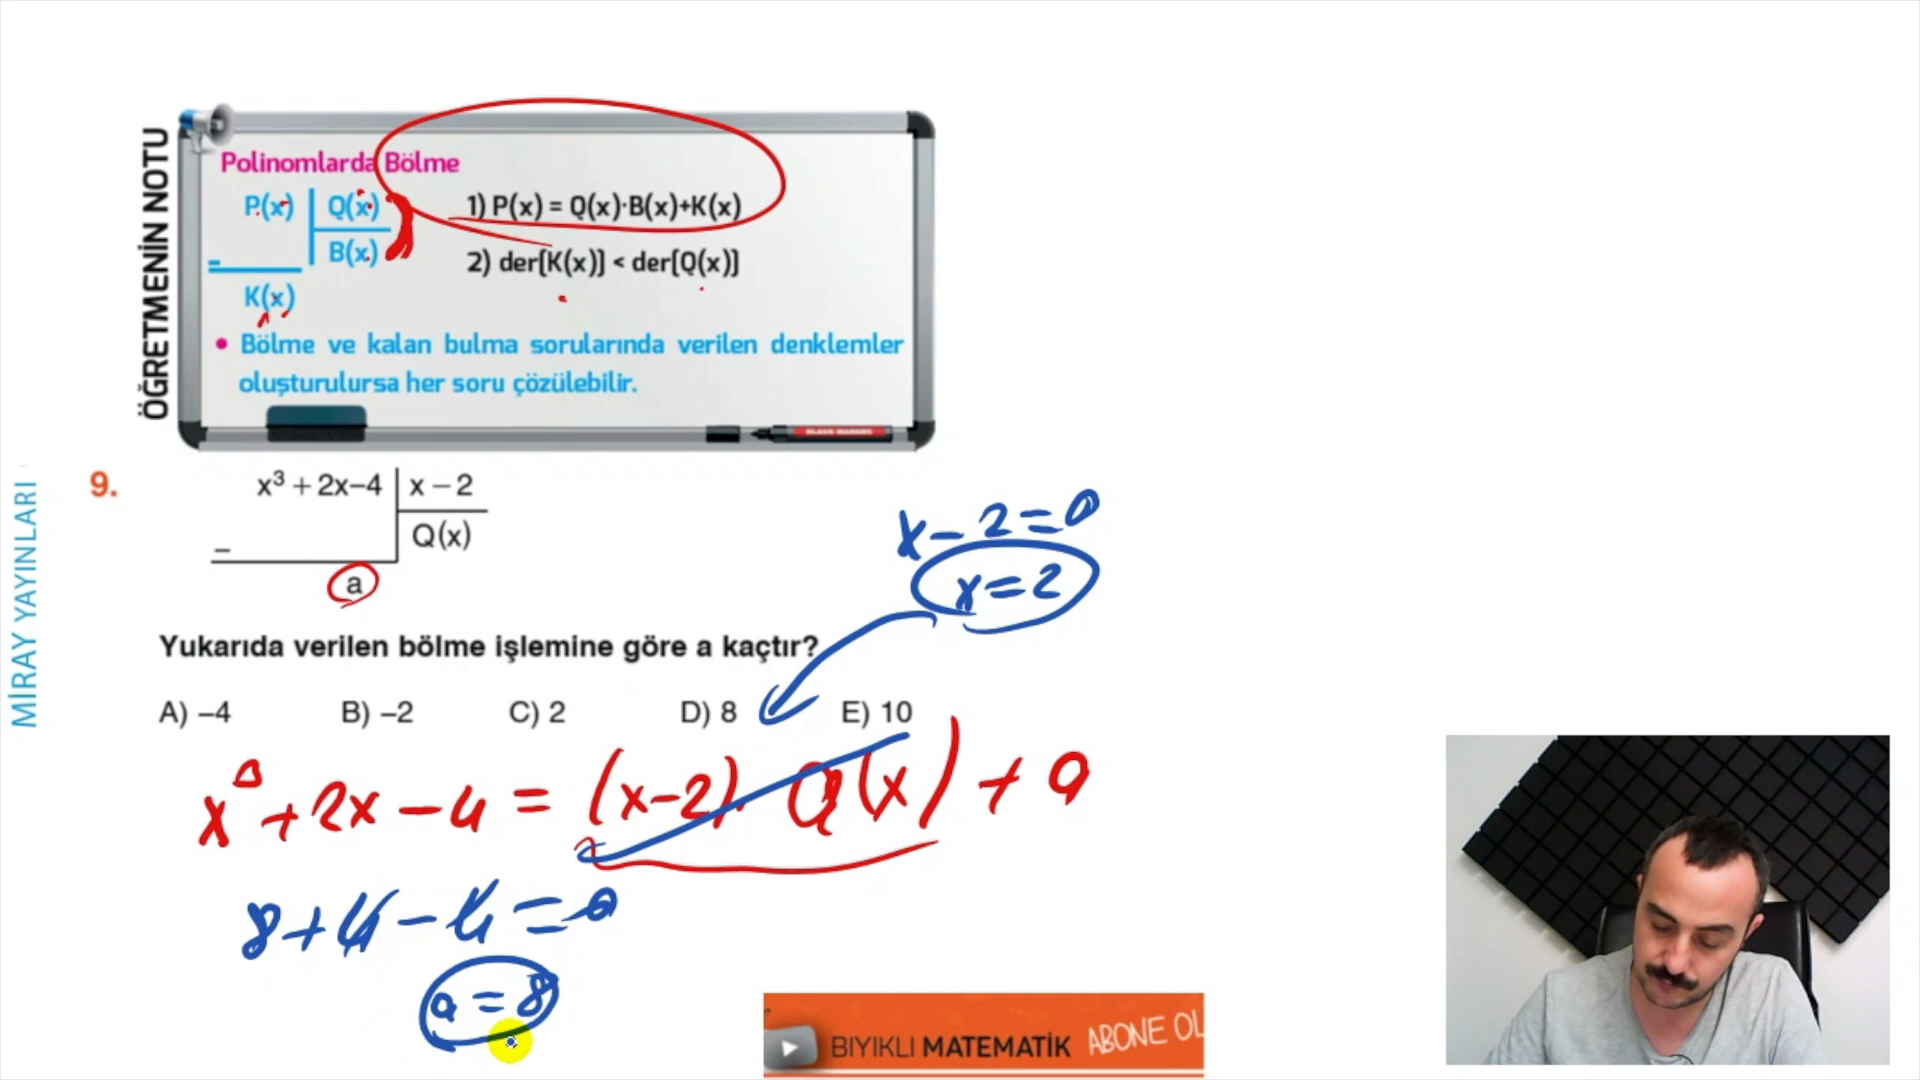 ÖĞRETMENİN NOTU
Polinomlarda Bölme
P(x) Q(x)
B(x)
-
K(x)
1) P(x) = Q(x)·B(x)+K(x)
2) der[K(x)] < der[Q(x)]
• Bölme ve kalan bulma sorularında verilen denklemler
oluşturulursa her soru çözülebilir.
MİRAY YAYINLARI
9.
x³ + 2x–4 x – 2
Q(x)
–
a
Yukarıda verilen bölme işlemine göre a kaçtır?
A) –4 B) –2 C) 2 D) 8 E) 10
x – 2 = 0
x = 2
x³ + 2x – 4 = (x–2) · Q(x) + a
8 + 4 – 4 = a
a = 8
BIYIKLI MATEMATİK ABONE OL